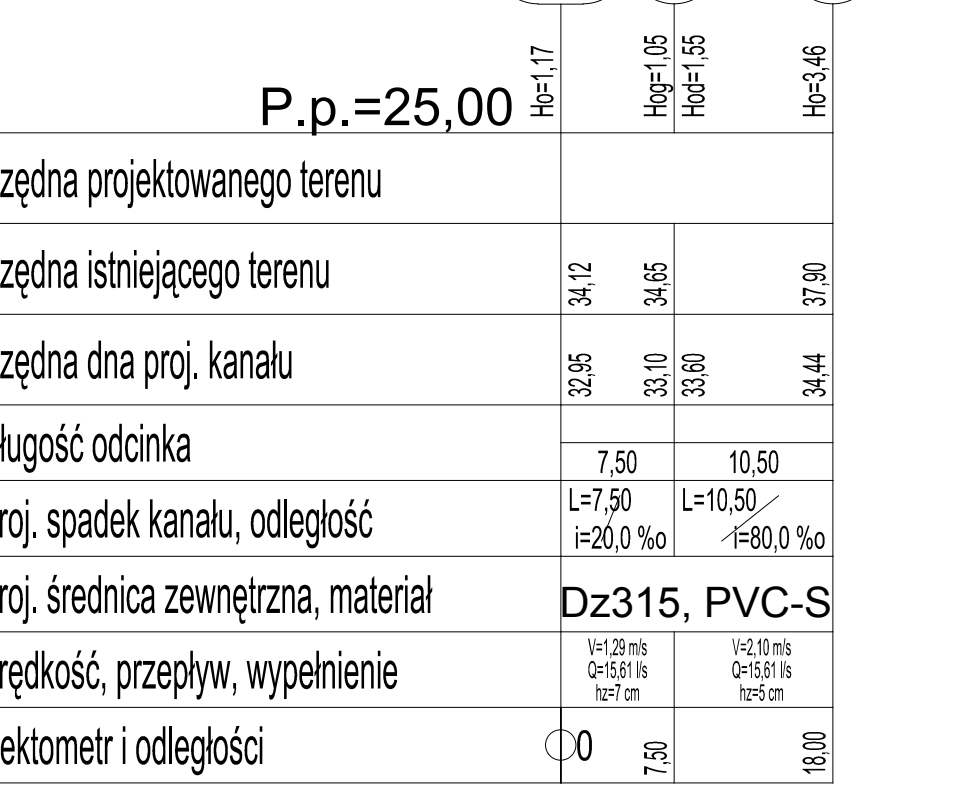 Ho=1,17
Hog=1,05
Hod=1,55
Ho=3,46
P.p.=25,00
zędna projektowanego terenu
zędna istniejącego terenu
34,12
34,65
37,90
zędna dna proj. kanału
32,95
33,10
33,60
34,44
ługość odcinka
7,50
10,50
roj. spadek kanału, odległość
L=7,50
i=20,0 %o
L=10,50
i=80,0 %o
roj. średnica zewnętrzna, materiał
Dz315, PVC-S
rędkość, przepływ, wypełnienie
V=1,29 m/s
Q=15,61 l/s
hz=7 cm
V=2,10 m/s
Q=15,61 l/s
hz=5 cm
ektometr i odległości
0
7,50
18,00